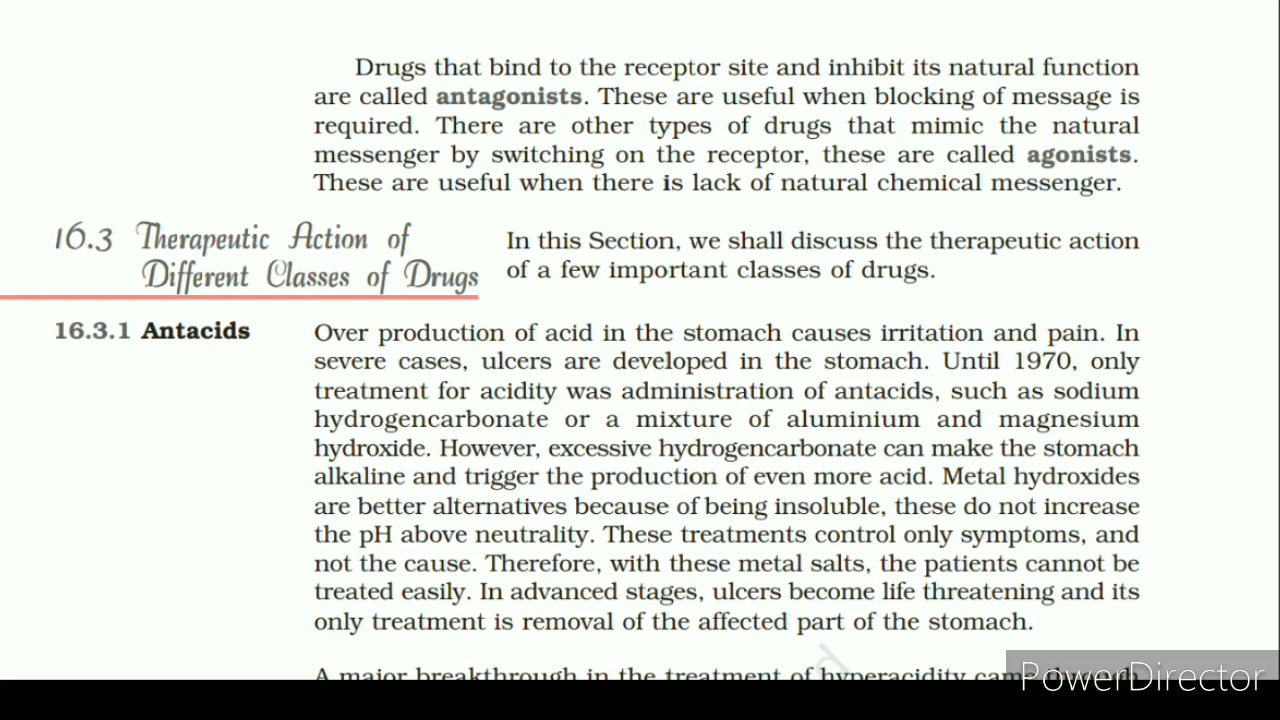 Drugs that bind to the receptor site and inhibit its natural function
are called antagonists. These are useful when blocking of message is
required. There are other types of drugs that mimic the natural
messenger by switching on the receptor, these are called agonists.
These are useful when there is lack of natural chemical messenger.
16.3 Therapeutic Action of
Different Classes of Drugs
In this Section, we shall discuss the therapeutic action
of a few important classes of drugs.
16.3.1 Antacids
Over production of acid in the stomach causes irritation and pain. In
severe cases, ulcers are developed in the stomach. Until 1970, only
treatment for acidity was administration of antacids, such as sodium
hydrogencarbonate or a mixture of aluminium and magnesium
hydroxide. However, excessive hydrogencarbonate can make the stomach
alkaline and trigger the production of even more acid. Metal hydroxides
are better alternatives because of being insoluble, these do not increase
the pH above neutrality. These treatments control only symptoms, and
not the cause. Therefore, with these metal salts, the patients cannot be
treated easily. In advanced stages, ulcers become life threatening and its
only treatment is removal of the affected part of the stomach.
A major breakthrough in the treatment of hyperacidity came through
PowerDirector